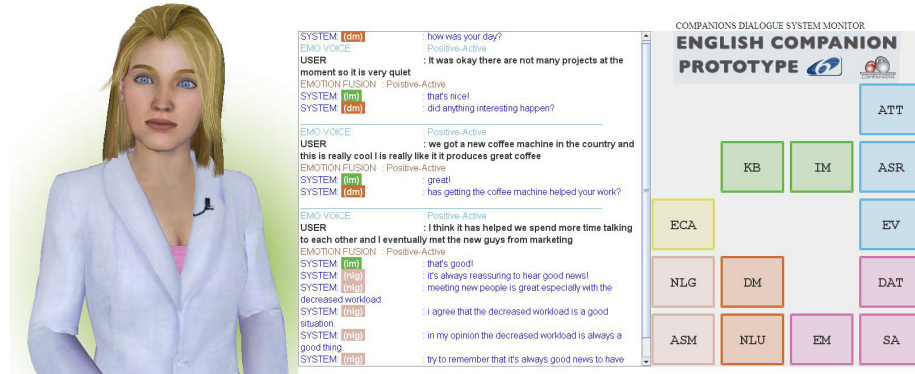 SYSTEM: (dm) : how was your day?
EMO VOICE : Positive-Active
USER : It was okay there are not many projects at the
moment so it is very quiet
EMOTION FUSION : Poistive-Active
SYSTEM: (im) : that's nice!
SYSTEM: (dm) : did anything interesting happen?
EMO VOICE : Positive-Active
USER : we got a new coffee machine in the country and
this is really cool I is really like it it produces great coffee
EMOTION FUSION : Positive-Active
SYSTEM: (im) : great!
SYSTEM: (dm) : has getting the coffee machine helped your work?
EMO VOICE : Positive-Active
USER : I think it has helped we spend more time talking
to each other and I eventually met the new guys from marketing
EMOTION FUSION : Positive-Active
SYSTEM: (im) : that's good!
SYSTEM: (nlg) : it's always reassuring to hear good news!
SYSTEM: (nlg) : meeting new people is great especially with the
decreased workload.
SYSTEM: (nlg) : i agree that the decreased workload is a good
situation.
SYSTEM: (nlg) : in my opinion the decreased workload is always a
good thing.
SYSTEM: (nlg) : try to remember that it's always good news to have
COMPANIONS DIALOGUE SYSTEM MONITOR
ENGLISH COMPANION
PROTOTYPE
COMPANIONS
ATT
KB IM ASR
ECA EV
NLG DM DAT
ASM NLU EM SA